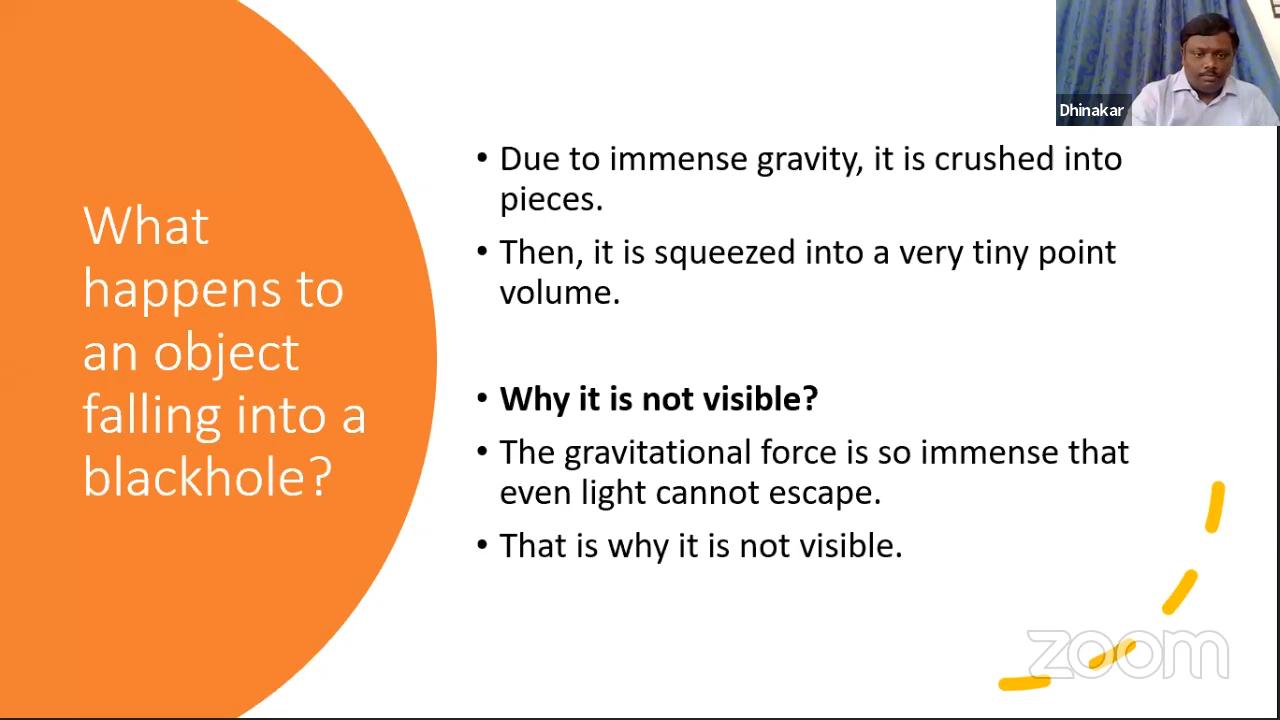 What
happens to
an object
falling into a
blackhole?
• Due to immense gravity, it is crushed into
pieces.
• Then, it is squeezed into a very tiny point
volume.
• Why it is not visible?
• The gravitational force is so immense that
even light cannot escape.
• That is why it is not visible.
Dhinakar
zoom